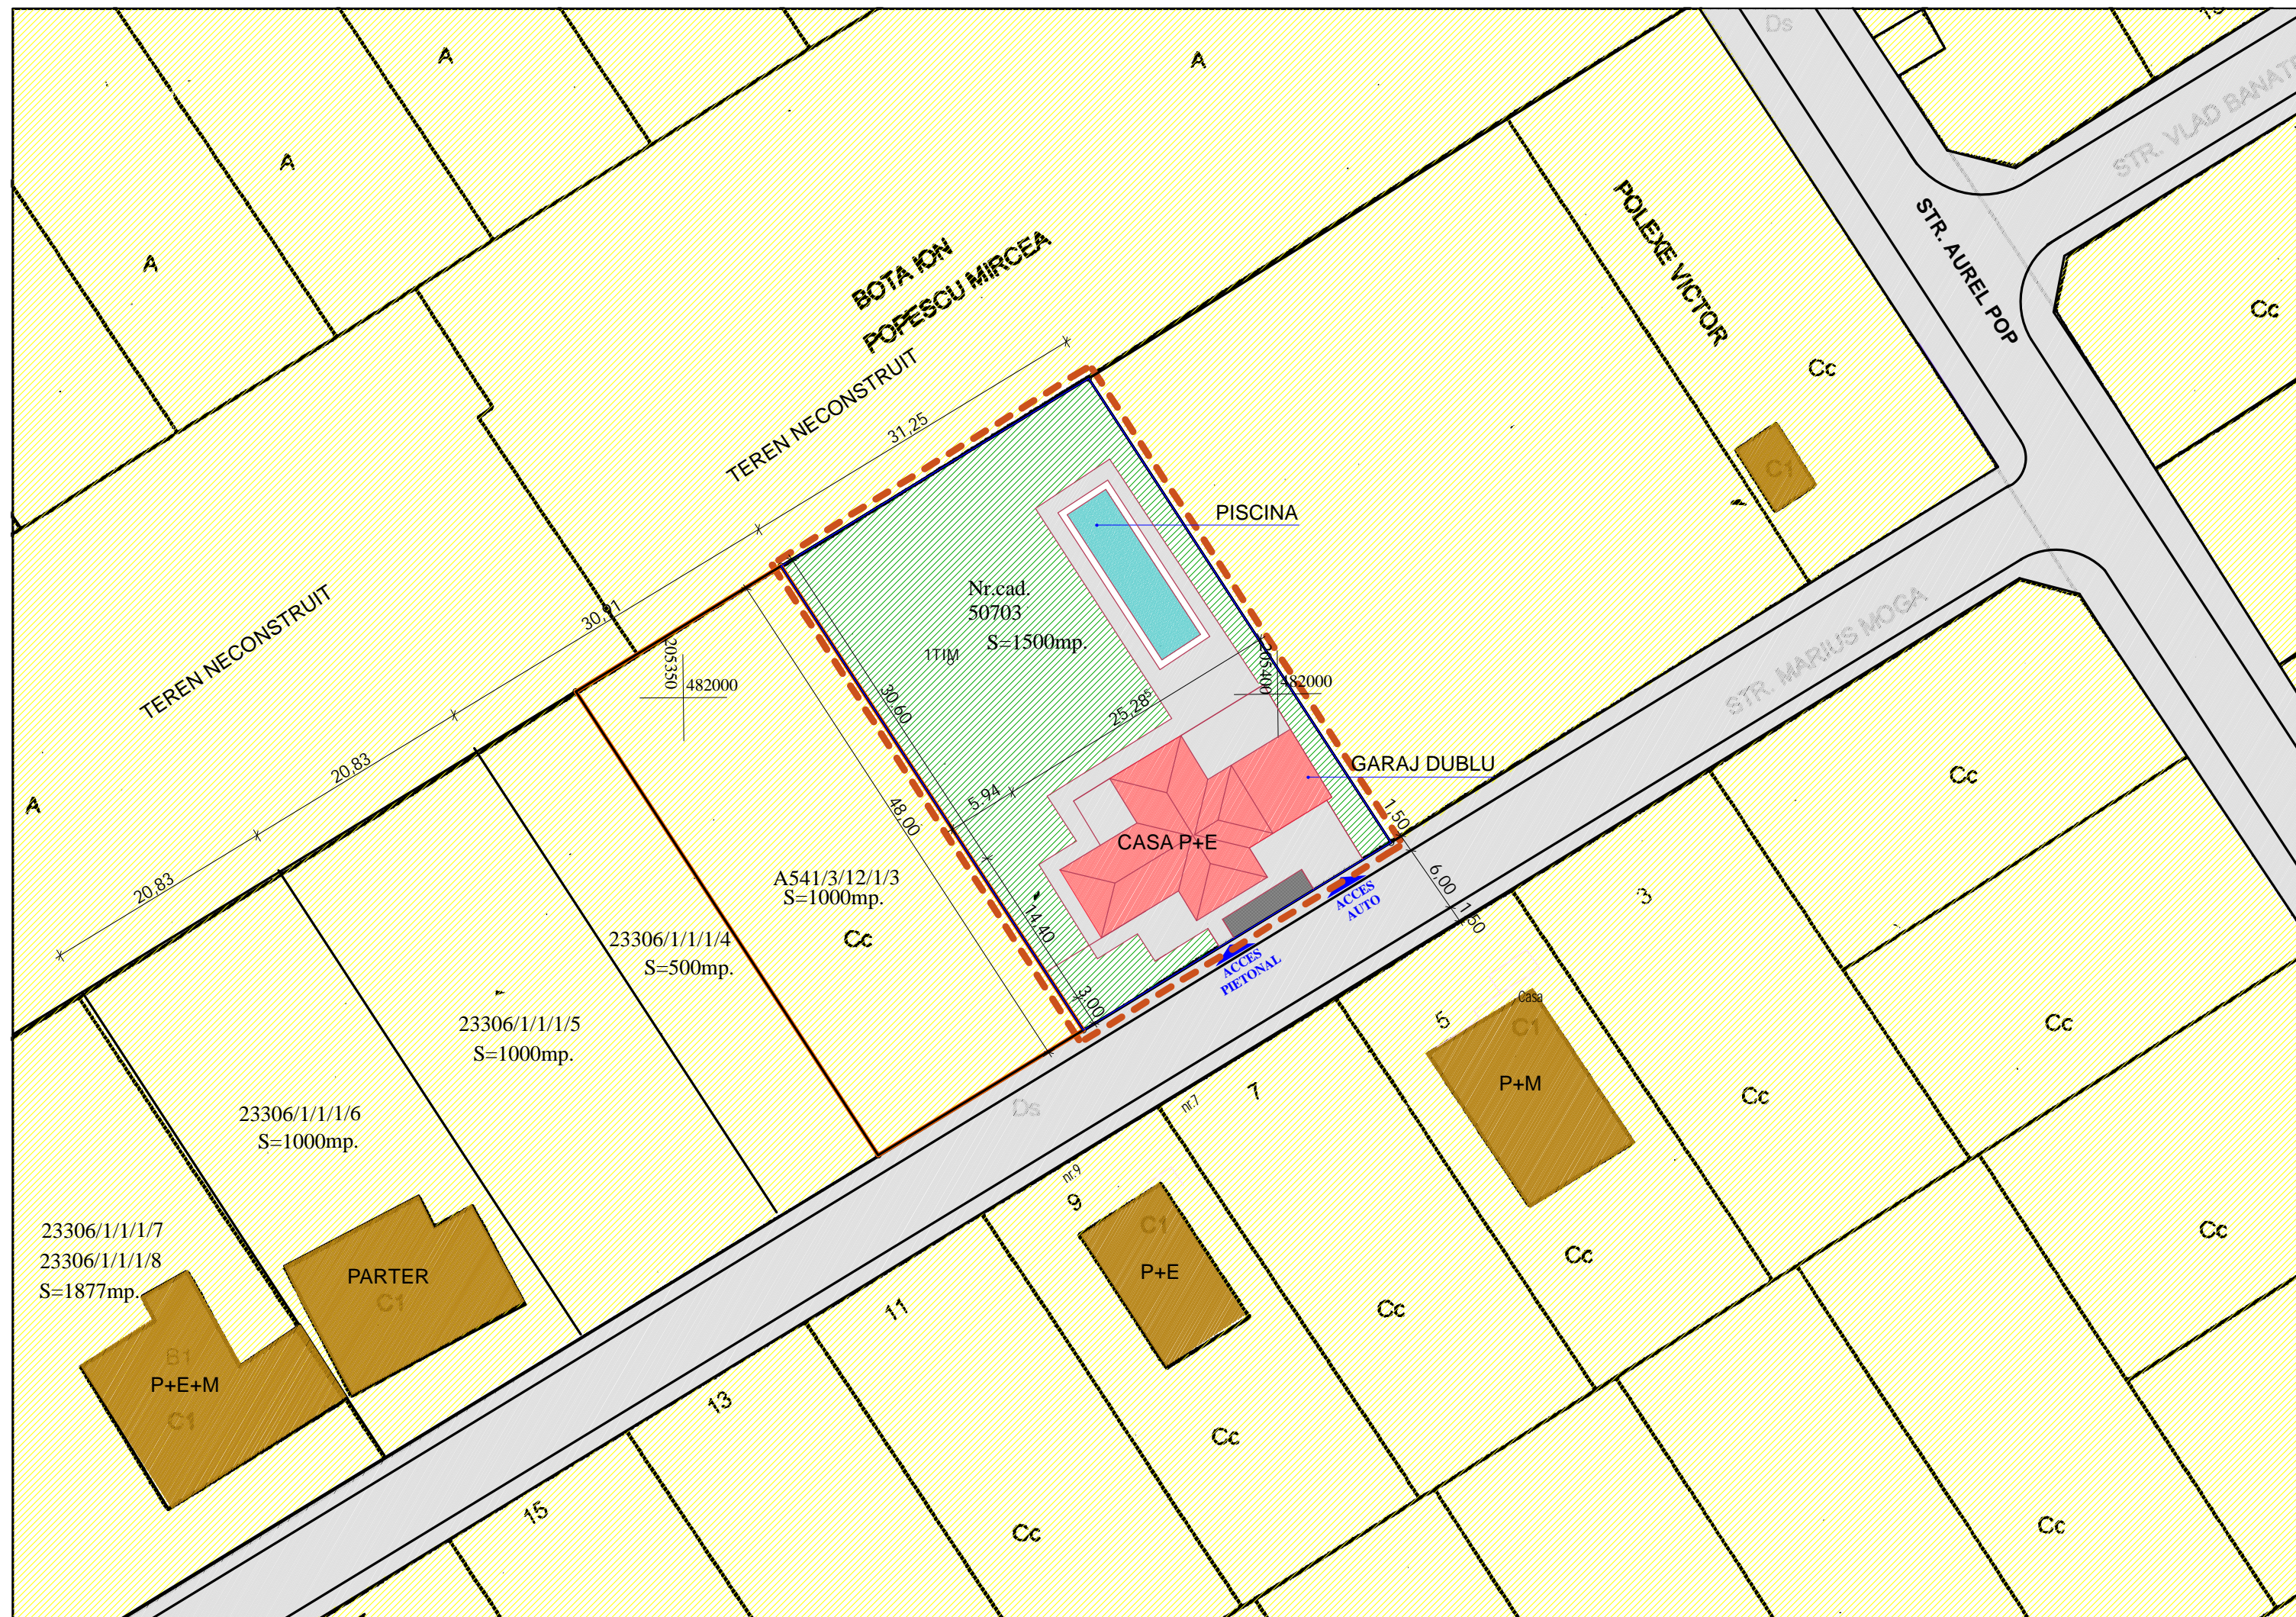 Ds
A
A
A
A
STR. VLAD BANATE
STR. AUREL POP
POLEXE VICTOR
BOTA ION
POPESCU MIRCEA
TEREN NECONSTRUIT
31,25
Cc
Cc
C1
PISCINA
Nr.cad.
50703
S=1500mp.
1TIM
TEREN NECONSTRUIT
30,91
205350
482000
205400
482000
30,60
25,28⁵
5.94
STR. MARIUS MOGA
20,83
A
20,83
48,00
GARAJ DUBLU
CASA P+E
1,50
6,00
1,50
ACCES
AUTO
ACCES
PIETONAL
14,40
3,00
A541/3/12/1/3
S=1000mp.
Cc
23306/1/1/1/4
S=500mp.
23306/1/1/1/5
S=1000mp.
23306/1/1/1/6
S=1000mp.
23306/1/1/1/7
23306/1/1/1/8
S=1877mp.
PARTER
C1
B1
P+E+M
C1
Ds
Cc
3
Casa
5
C1
P+M
Cc
Cc
7
nr.7
nr.9
9
C1
P+E
Cc
Cc
Cc
11
Cc
13
Cc
Cc
15